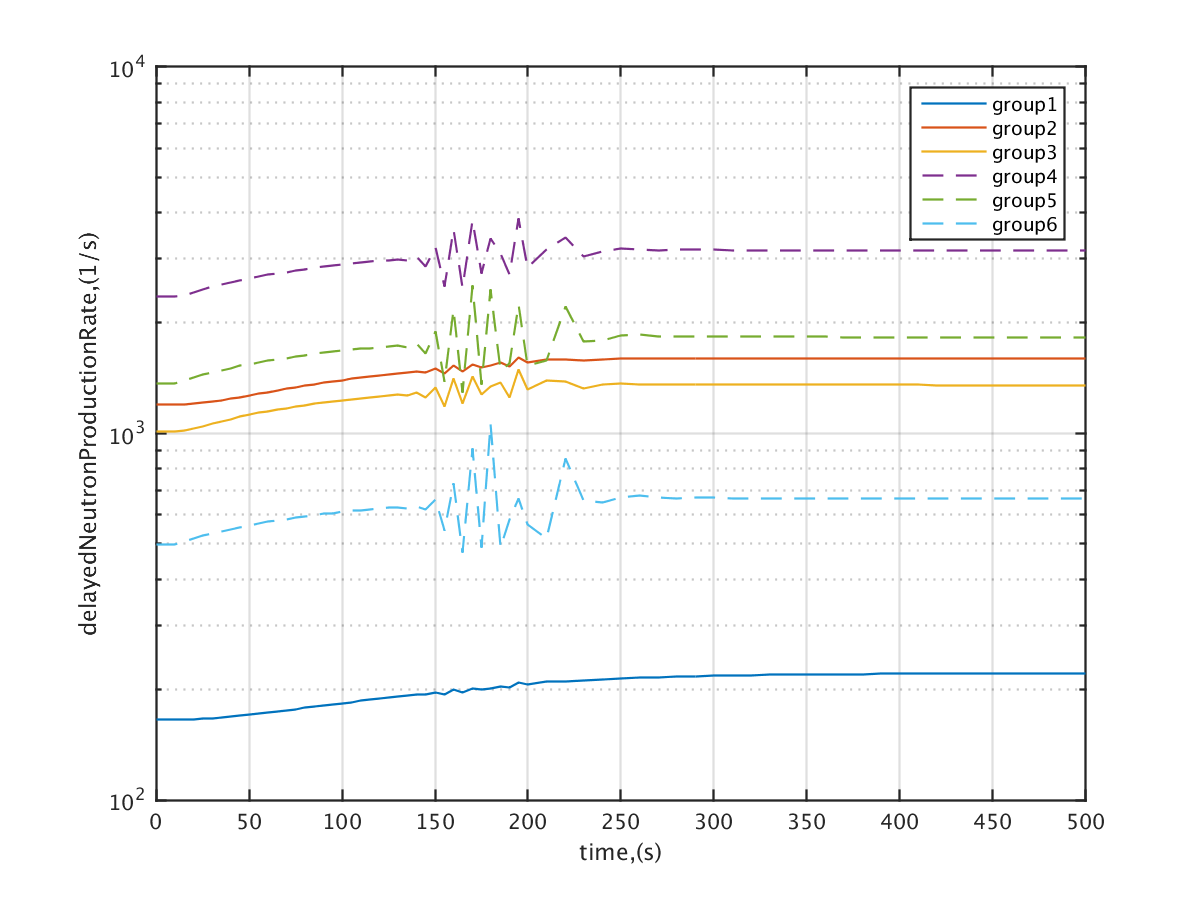 10^4
10^3
10^2
delayedNeutronProductionRate,(1/s)
group1
group2
group3
group4
group5
group6
0 50 100 150 200 250 300 350 400 450 500
time,(s)